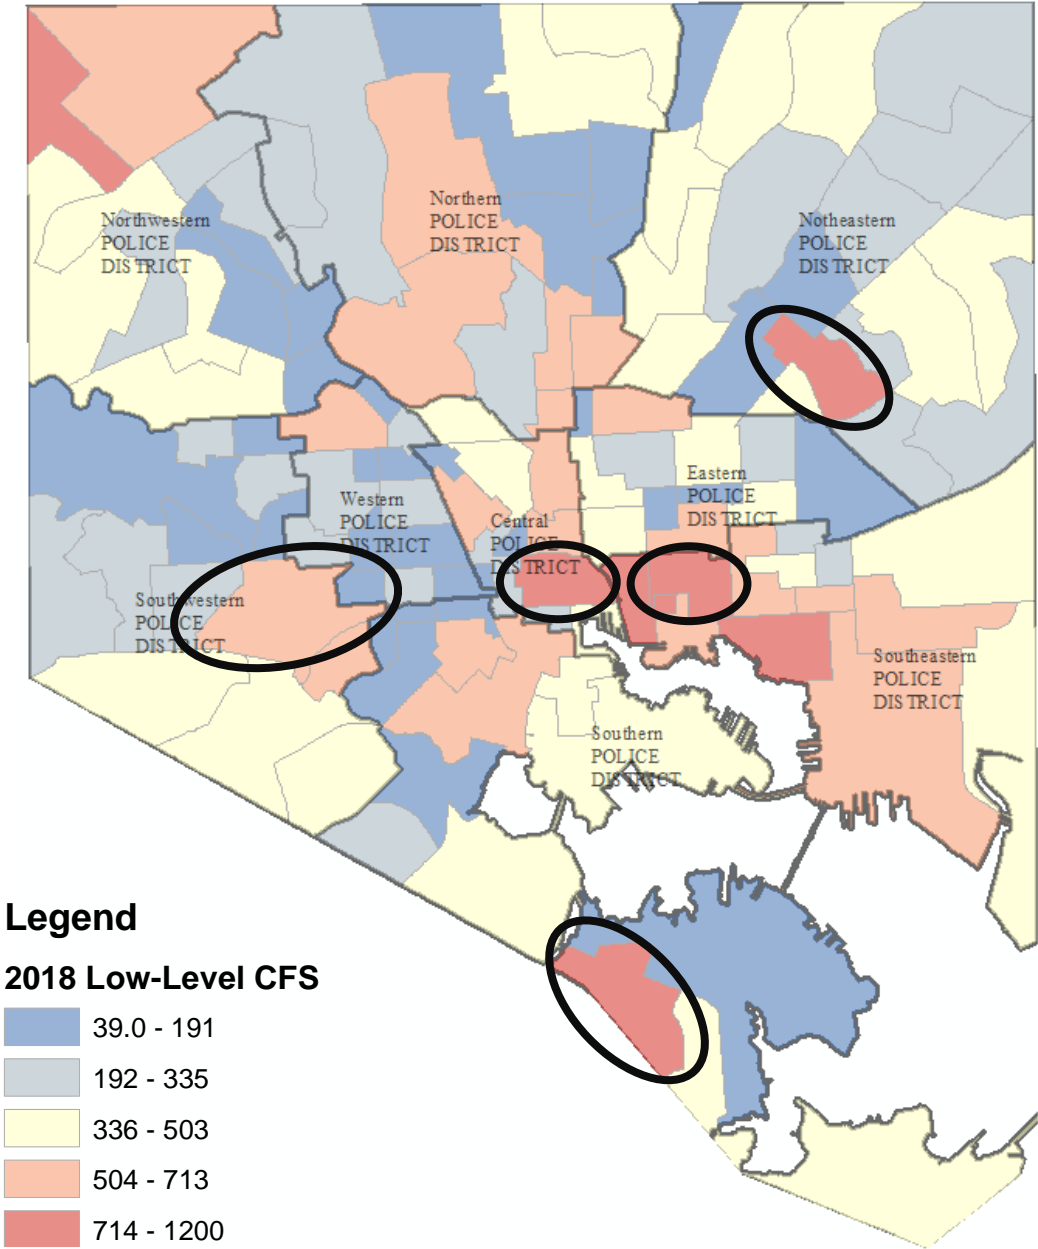 Northern
POLICE
DISTRICT
Northwestern
POLICE
DISTRICT
Notheastern
POLICE
DISTRICT
Eastern
POLICE
DISTRICT
Western
POLICE
DISTRICT
Central
POLICE
DISTRICT
Southwestern
POLICE
DISTRICT
Southeastern
POLICE
DISTRICT
Southern
POLICE
DISTRICT
Legend
2018 Low-Level CFS
39.0 - 191
192 - 335
336 - 503
504 - 713
714 - 1200